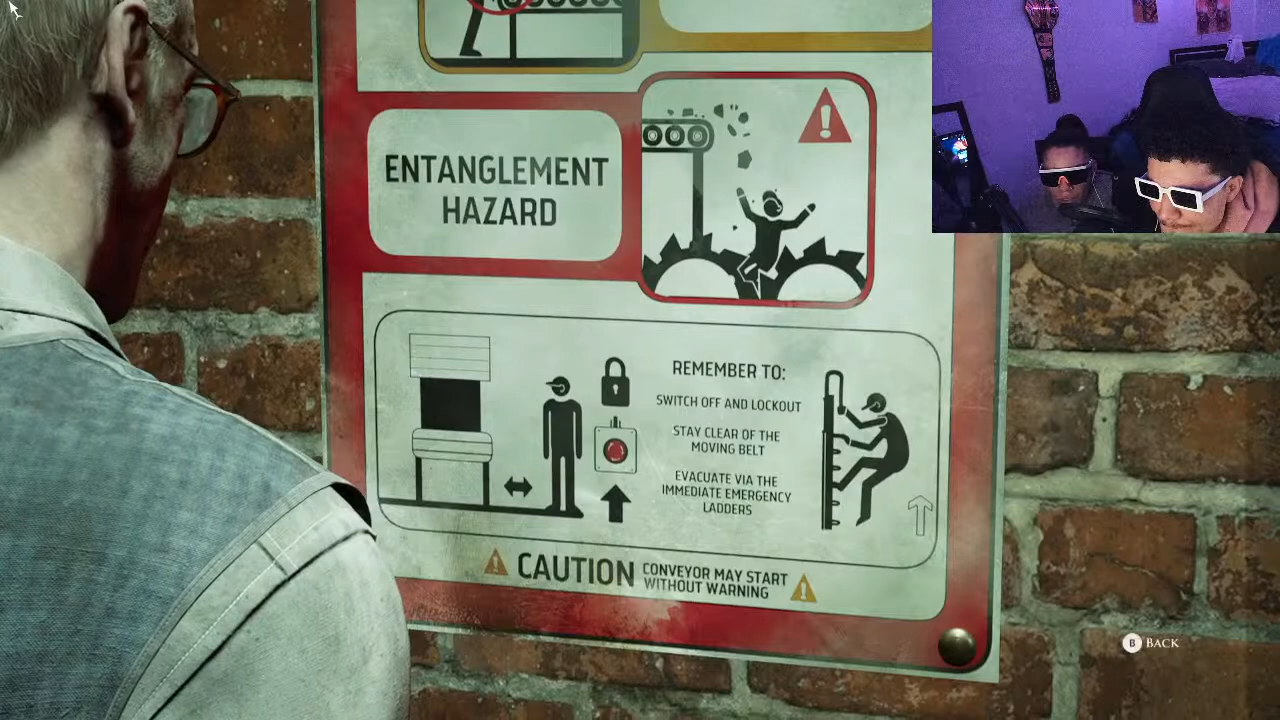 ENTANGLEMENT
HAZARD
REMEMBER TO:
SWITCH OFF AND LOCKOUT
STAY CLEAR OF THE
MOVING BELT
EVACUATE VIA THE
IMMEDIATE EMERGENCY
LADDERS
CAUTION CONVEYOR MAY START
WITHOUT WARNING
B BACK